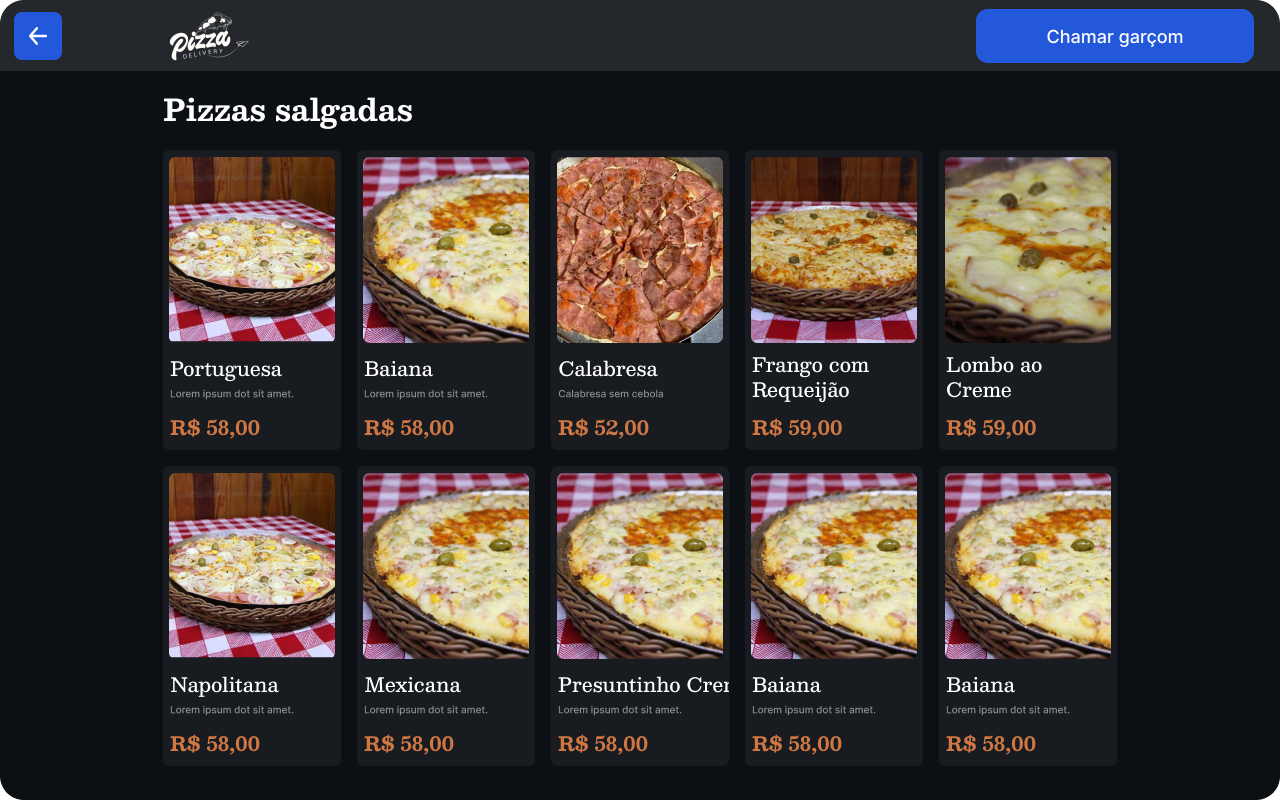 Pizza
DELIVERY
Chamar garçom
Pizzas salgadas
Portuguesa
Lorem ipsum dot sit amet.
R$ 58,00
Baiana
Lorem ipsum dot sit amet.
R$ 58,00
Calabresa
Calabresa sem cebola
R$ 52,00
Frango com
Requeijão
R$ 59,00
Lombo ao
Creme
R$ 59,00
Napolitana
Lorem ipsum dot sit amet.
R$ 58,00
Mexicana
Lorem ipsum dot sit amet.
R$ 58,00
Presuntinho Crem
Lorem ipsum dot sit amet.
R$ 58,00
Baiana
Lorem ipsum dot sit amet.
R$ 58,00
Baiana
Lorem ipsum dot sit amet.
R$ 58,00